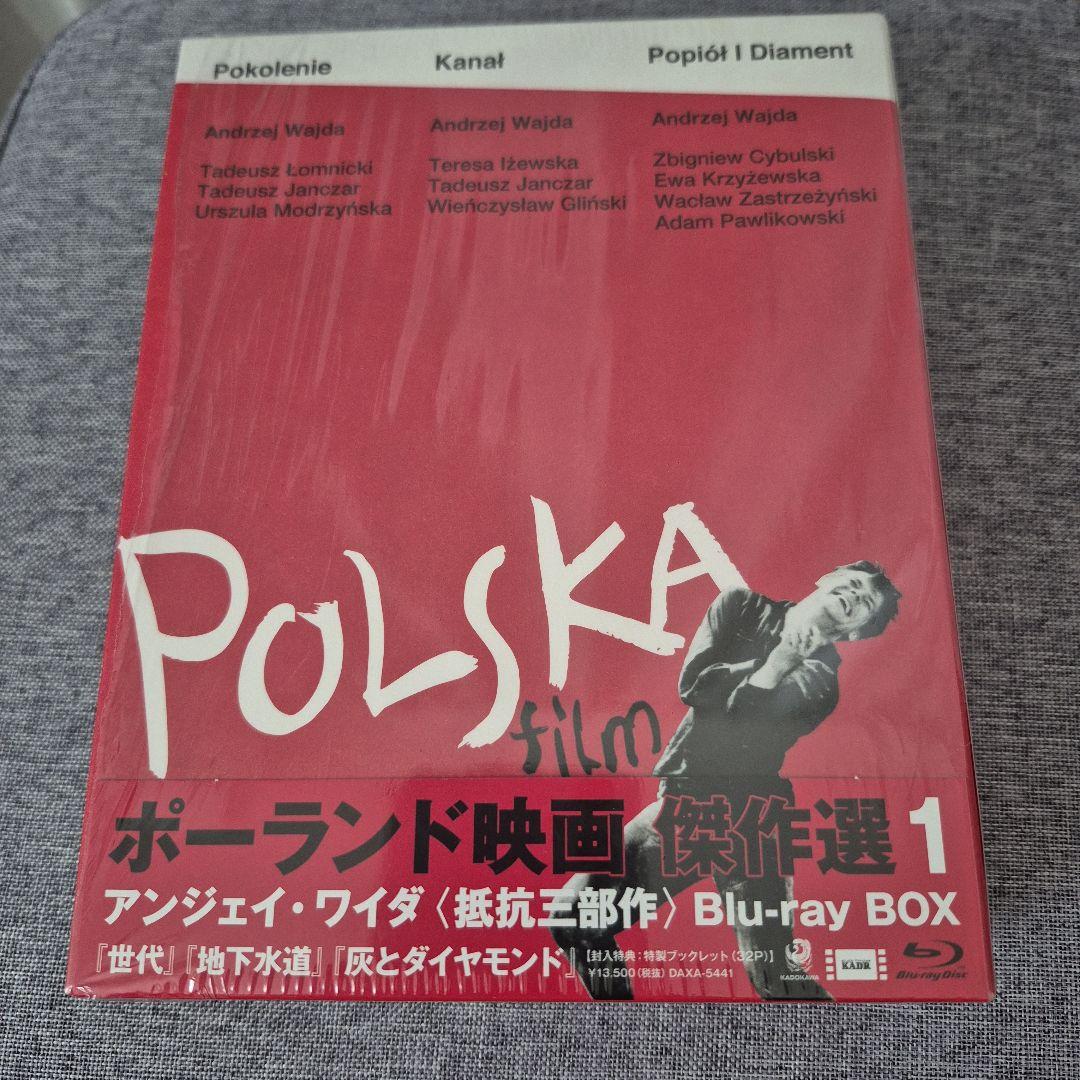 Pokolenie
Kanał
Popiół I Diament
Andrzej Wajda
Tadeusz Łomnicki
Tadeusz Janczar
Urszula Modrzyńska
Andrzej Wajda
Teresa Iżewska
Tadeusz Janczar
Wieńczysław Gliński
Andrzej Wajda
Zbigniew Cybulski
Ewa Krzyżewska
Wacław Zastrzeżyński
Adam Pawlikowski
POLSKA
film
ポーランド映画 傑作選 1
アンジェイ・ワイダ〈抵抗三部作〉Blu-ray BOX
『世代』『地下水道』『灰とダイヤモンド』
【封入特典：特製ブックレット（32P）】
¥13,500（税抜）DAXA-5441
KADOKAWA
KADR
Blu-ray Disc